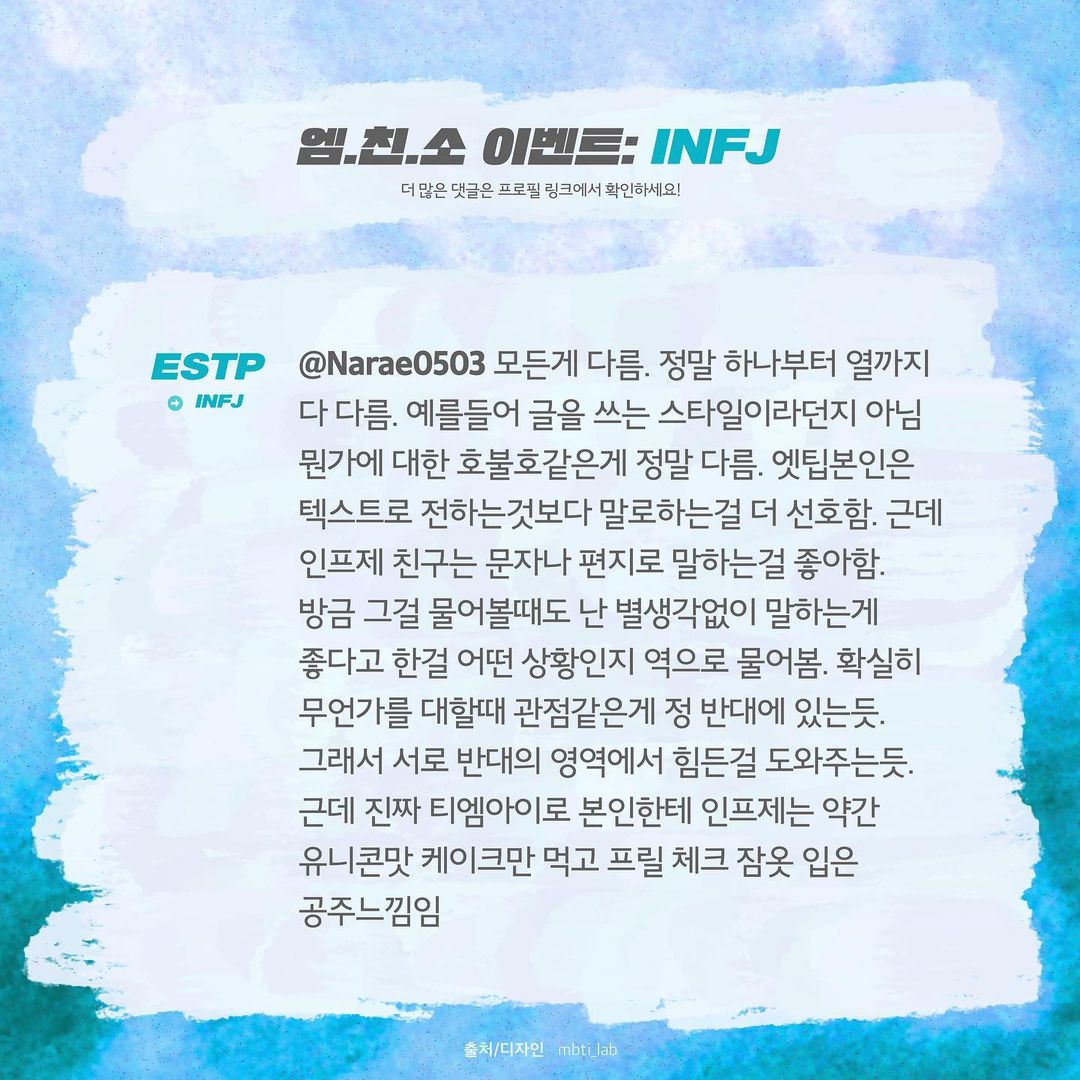 엠.친.소 이벤트: INFJ
더 많은 댓글은 프로필 링크에서 확인하세요!
ESTP
INFJ
@Narae0503 모든게 다름. 정말 하나부터 열까지
다 다름. 예를들어 글을 쓰는 스타일이라던지 아님
뭔가에 대한 호불호같은게 정말 다름. 엣팁본인은
텍스트로 전하는것보다 말로하는걸 더 선호함. 근데
인프제 친구는 문자나 편지로 말하는걸 좋아함.
방금 그걸 물어볼때도 난 별생각없이 말하는게
좋다고 한걸 어떤 상황인지 역으로 물어봄. 확실히
무언가를 대할때 관점같은게 정 반대에 있는듯.
그래서 서로 반대의 영역에서 힘든걸 도와주는듯.
근데 진짜 티엠아이로 본인한테 인프제는 약간
유니콘맛 케이크만 먹고 프릴 체크 잠옷 입은
공주느낌임
출처/디자인 mbti_lab